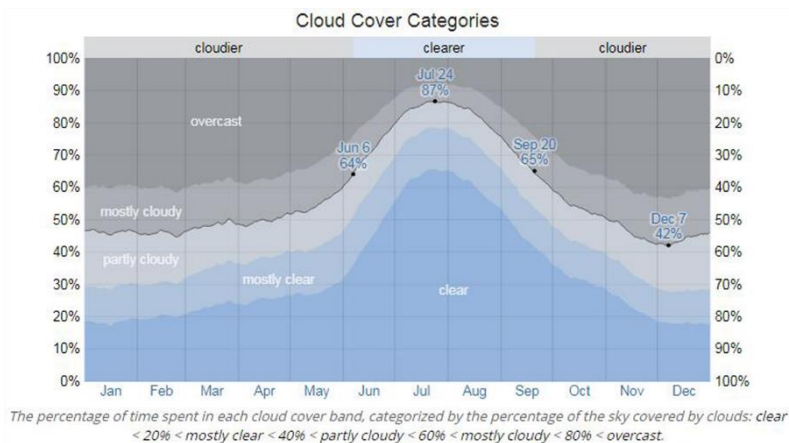 Cloud Cover Categories
cloudier clearer cloudier
100% 0%
90% 10%
80% 20%
70% 30%
60% 40%
50% 50%
40% 60%
30% 70%
20% 80%
10% 90%
0% 100%
Jul 24
87%
overcast
Jun 6
64%
Sep 20
65%
mostly cloudy
Dec 7
42%
partly cloudy
mostly clear
clear
Jan Feb Mar Apr May Jun Jul Aug Sep Oct Nov Dec
The percentage of time spent in each cloud cover band, categorized by the percentage of the sky covered by clouds: clear
< 20% < mostly clear < 40% < partly cloudy < 60% < mostly cloudy < 80% < overcast.